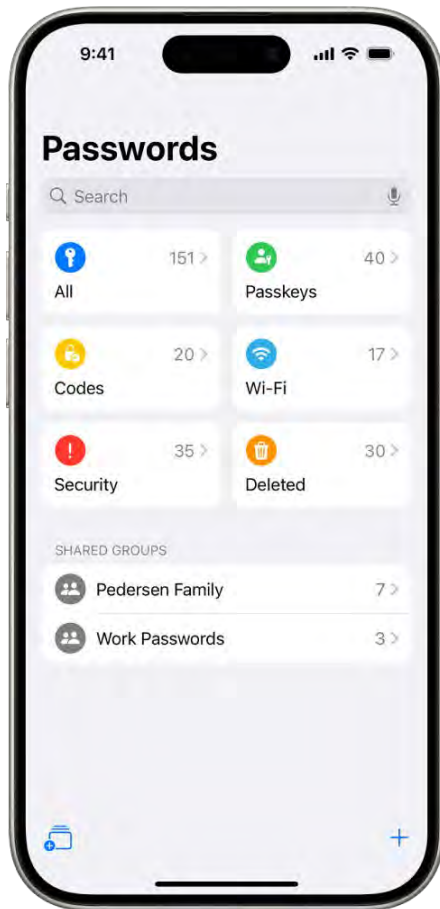 9:41
Passwords
Search
151
40
All
Passkeys
20
17
Codes
Wi-Fi
35
30
Security
Deleted
SHARED GROUPS
Pedersen Family 7
Work Passwords 3